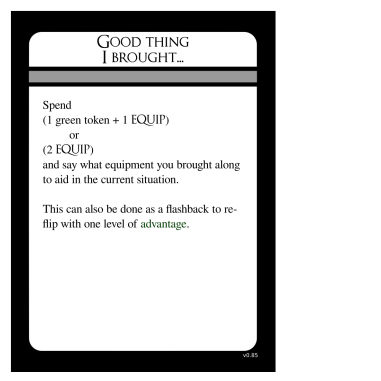 GOOD THING
I BROUGHT...
Spend
(1 green token + 1 EQUIP)
or
(2 EQUIP)
and say what equipment you brought along
to aid in the current situation.
This can also be done as a flashback to re-
flip with one level of advantage.
v0.85